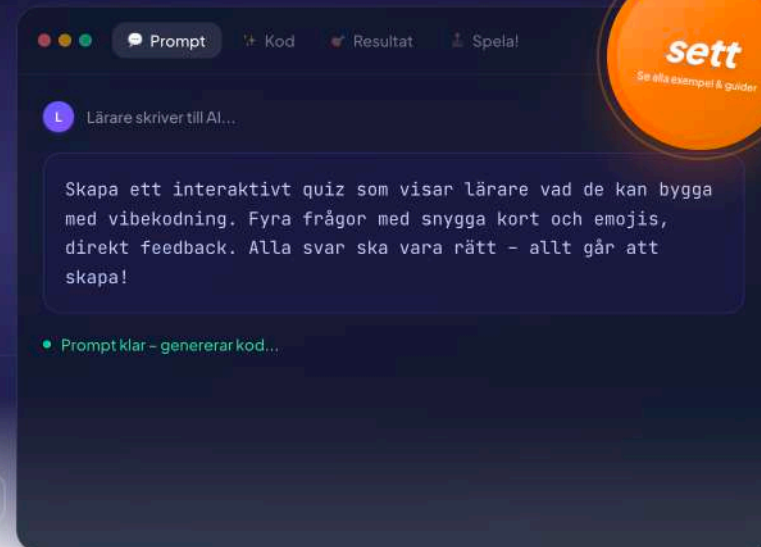 Prompt
Kod
Resultat
Spela!
sett
Se alla exempel & guider
L
Lärare skriver till AI...
Skapa ett interaktivt quiz som visar lärare vad de kan bygga
med vibekodning. Fyra frågor med snygga kort och emojis,
direkt feedback. Alla svar ska vara rätt – allt går att
skapa!
Prompt klar – genererar kod...